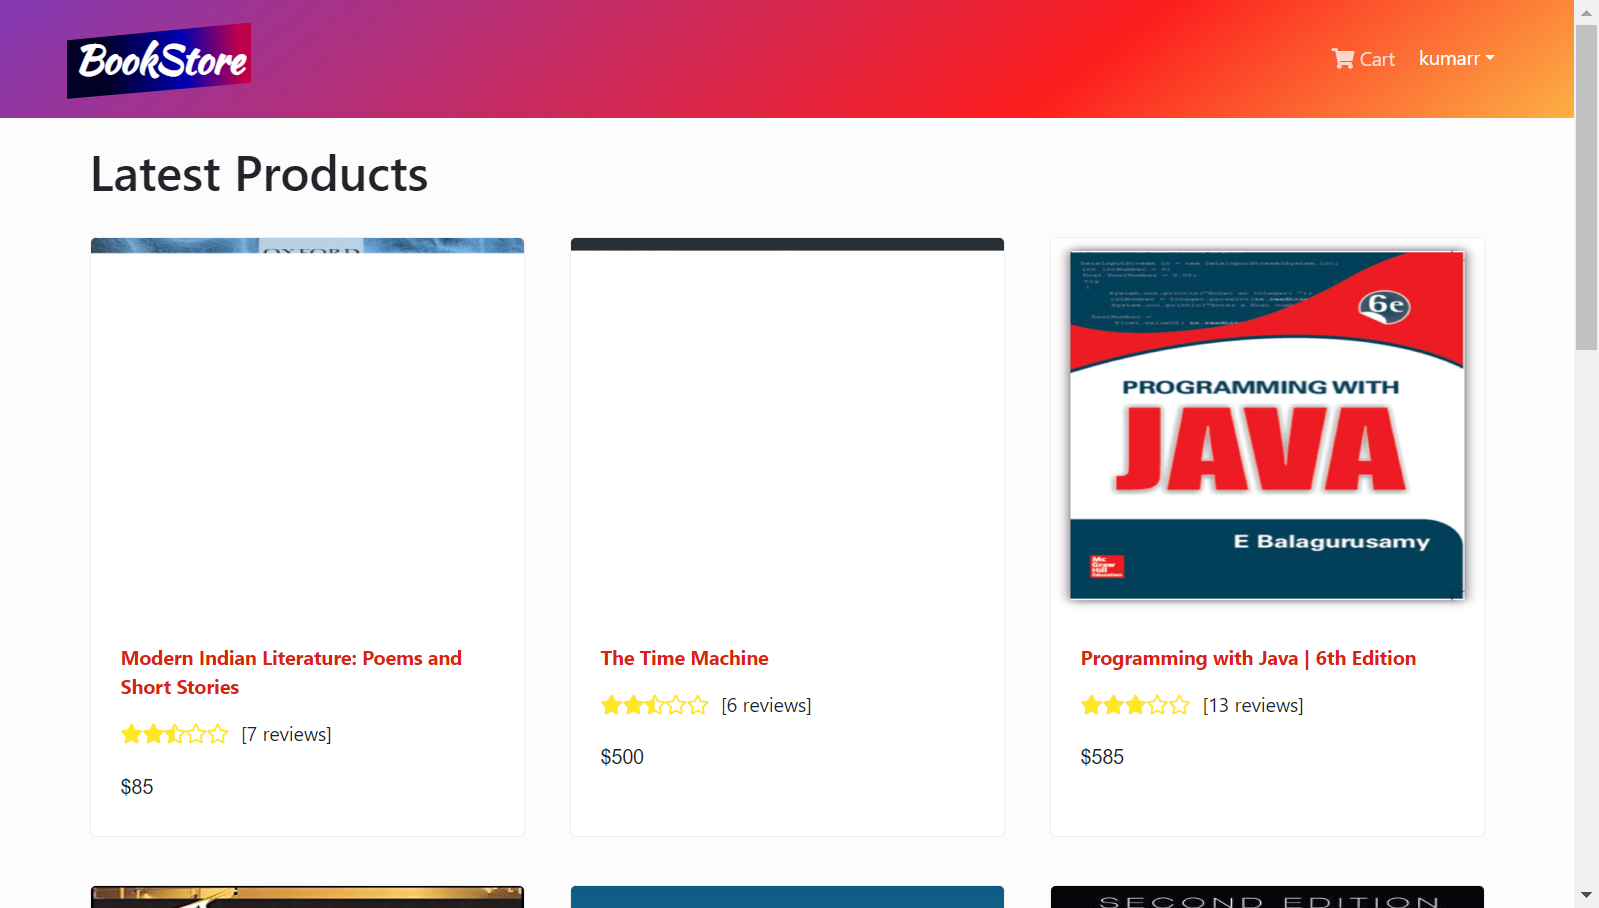 BookStore
Cart
kumarr
Latest Products
OXFORD
6e
PROGRAMMING WITH
JAVA
E Balagurusamy
Mc
Graw
Hill
Education
Modern Indian Literature: Poems and
Short Stories
[7 reviews]
$85
The Time Machine
[6 reviews]
$500
Programming with Java | 6th Edition
[13 reviews]
$585
SECOND EDITION